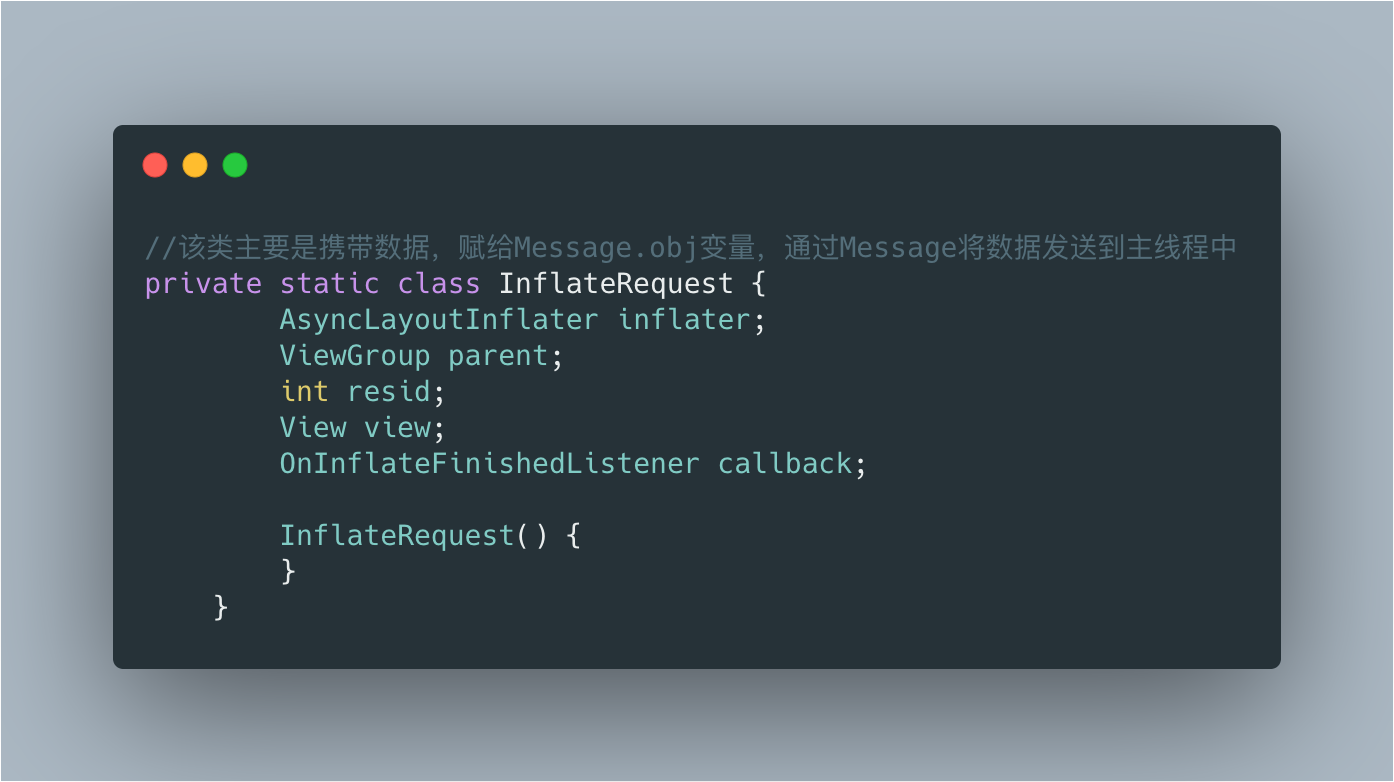 //该类主要是携带数据，赋给Message.obj变量，通过Message将数据发送到主线程中
private static class InflateRequest {
        AsyncLayoutInflater inflater;
        ViewGroup parent;
        int resid;
        View view;
        OnInflateFinishedListener callback;

        InflateRequest() {
        }
    }